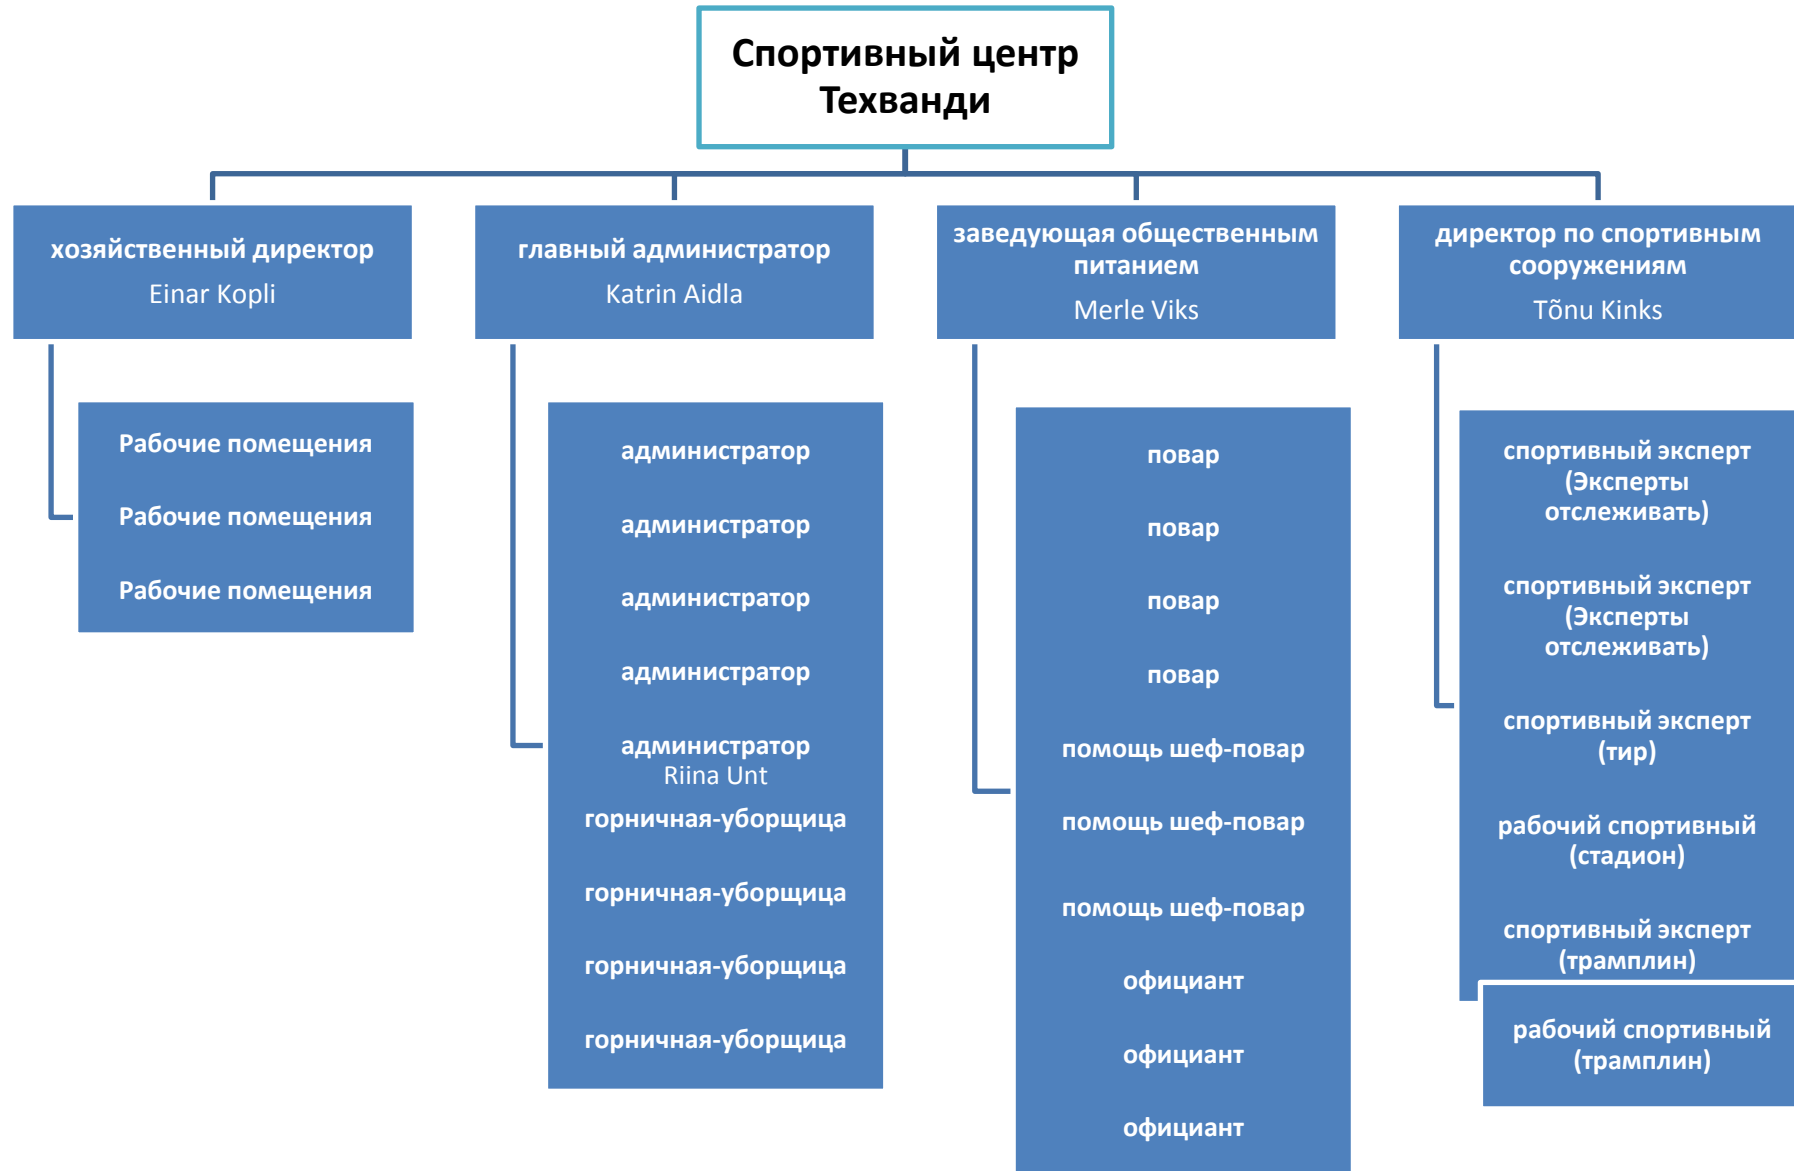 Спортивный центр
Техванди
хозяйственный директор
Einar Kopli
главный администратор
Katrin Aidla
заведующая общественным
питанием
Merle Viks
директор по спортивным
сооружениям
Tõnu Kinks
Рабочие помещения
Рабочие помещения
Рабочие помещения
администратор
администратор
администратор
администратор
администратор
Riina Unt
горничная-уборщица
горничная-уборщица
горничная-уборщица
горничная-уборщица
повар
повар
повар
повар
помощь шеф-повар
помощь шеф-повар
помощь шеф-повар
официант
официант
официант
спортивный эксперт
(Эксперты
отслеживать)
спортивный эксперт
(Эксперты
отслеживать)
спортивный эксперт
(тир)
рабочий спортивный
(стадион)
спортивный эксперт
(трамплин)
рабочий спортивный
(трамплин)